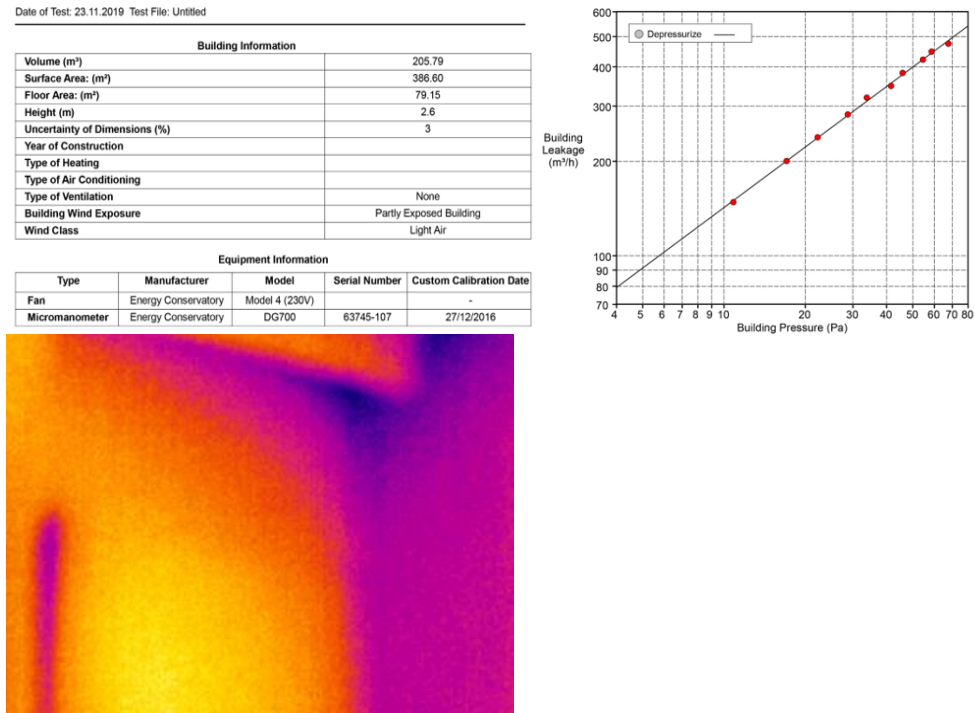 Date of Test: 23.11.2019 Test File: Untitled
Building Information
Volume (m³) 205.79
Surface Area: (m²) 386.60
Floor Area: (m²) 79.15
Height (m) 2.6
Uncertainty of Dimensions (%) 3
Year of Construction
Type of Heating
Type of Air Conditioning
Type of Ventilation None
Building Wind Exposure Partly Exposed Building
Wind Class Light Air
Equipment Information
Type Manufacturer Model Serial Number Custom Calibration Date
Fan Energy Conservatory Model 4 (230V) -
Micromanometer Energy Conservatory DG700 63745-107 27/12/2016
Depressurize
Building
Leakage
(m³/h)
600
500
400
300
200
100
90
80
70
4 5 6 7 8 9 10 20 30 40 50 60 70 80
Building Pressure (Pa)